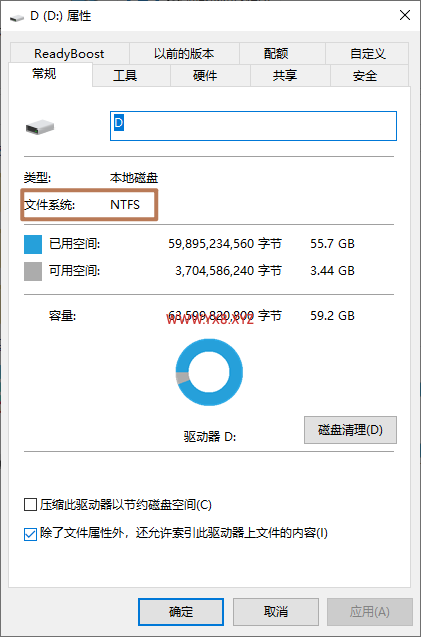 D (D:) 属性
ReadyBoost 以前的版本 配额 自定义
常规 工具 硬件 共享 安全
D
类型: 本地磁盘
文件系统: NTFS
已用空间: 59,895,234,560 字节 55.7 GB
可用空间: 3,704,586,240 字节 3.44 GB
容量: 63,599,820,800 字节 59.2 GB
WWW.YX8.XYZ
驱动器 D: 磁盘清理(D)
压缩此驱动器以节约磁盘空间(C)
除了文件属性外，还允许索引此驱动器上文件的内容(I)
确定 取消 应用(A)